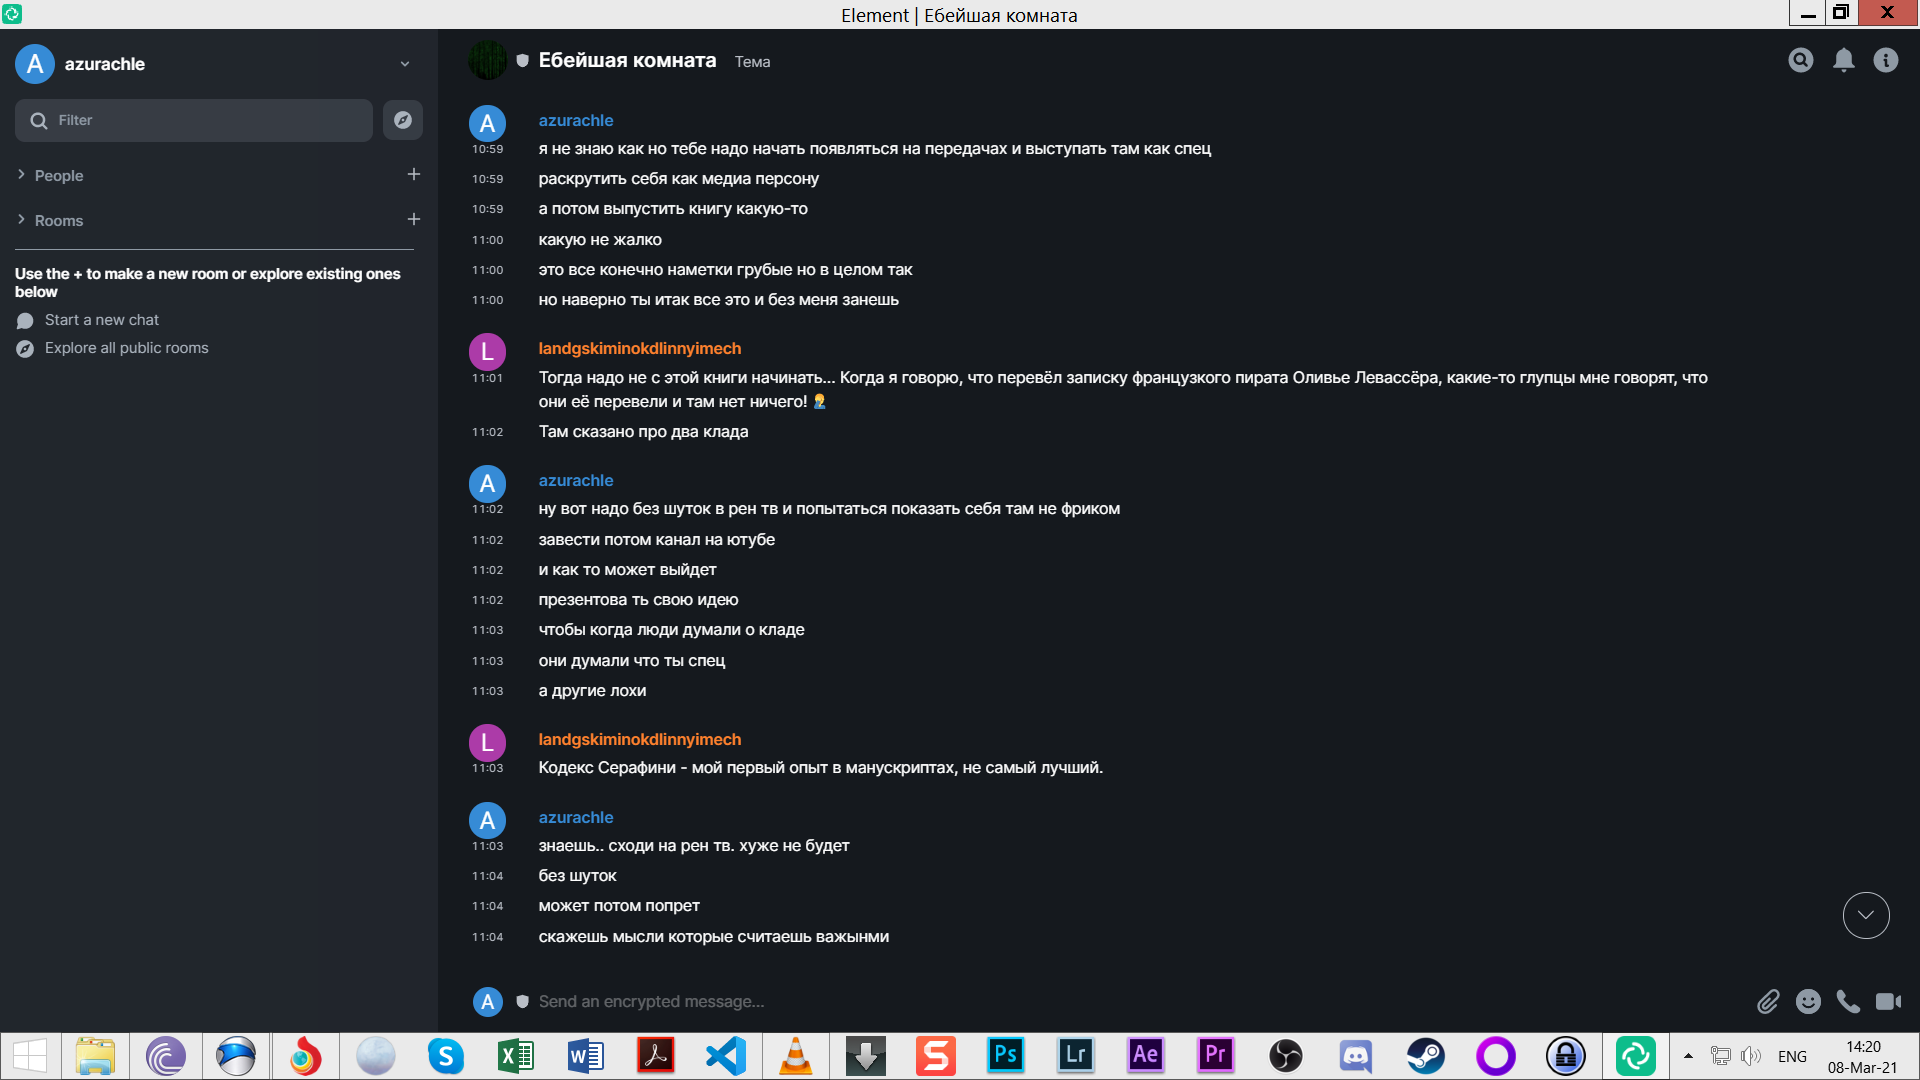 Element | Ебейшая комната
A azurachle
Filter
People
Rooms
Use the + to make a new room or explore existing ones
below
Start a new chat
Explore all public rooms
Ебейшая комната Тема
A azurachle
10:59 я не знаю как но тебе надо начать появляться на передачах и выступать там как спец
10:59 раскрутить себя как медиа персону
10:59 а потом выпустить книгу какую-то
11:00 какую не жалко
11:00 это все конечно наметки грубые но в целом так
11:00 но наверно ты итак все это и без меня занешь
L landgskiminokdlinnyimech
11:01 Тогда надо не с этой книги начинать... Когда я говорю, что перевёл записку французкого пирата Оливье Левассёра, какие-то глупцы мне говорят, что
они её перевели и там нет ничего! 🤦‍♂️
11:02 Там сказано про два клада
A azurachle
11:02 ну вот надо без шуток в рен тв и попытаться показать себя там не фриком
11:02 завести потом канал на ютубе
11:02 и как то может выйдет
11:02 презентова ть свою идею
11:03 чтобы когда люди думали о кладе
11:03 они думали что ты спец
11:03 а другие лохи
L landgskiminokdlinnyimech
11:03 Кодекс Серафини - мой первый опыт в манускриптах, не самый лучший.
A azurachle
11:03 знаешь.. сходи на рен тв. хуже не будет
11:04 без шуток
11:04 может потом попрет
11:04 скажешь мысли которые считаешь важынми
A Send an encrypted message...
S X W S Ps Lr Ae Pr ENG 14:20
08-Mar-21